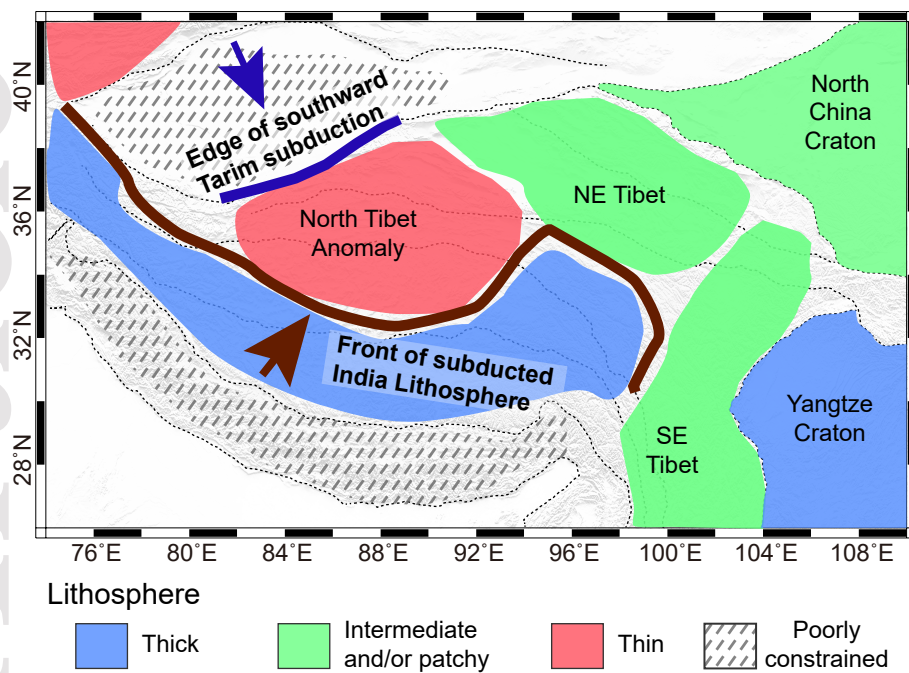 40°N
36°N
32°N
28°N
Edge of southward
Tarim subduction
North
China
Craton
NE Tibet
North Tibet
Anomaly
Front of subducted
India Lithosphere
Yangtze
Craton
SE
Tibet
76°E 80°E 84°E 88°E 92°E 96°E 100°E 104°E 108°E
Lithosphere
Thick
Intermediate
and/or patchy
Thin
Poorly
constrained